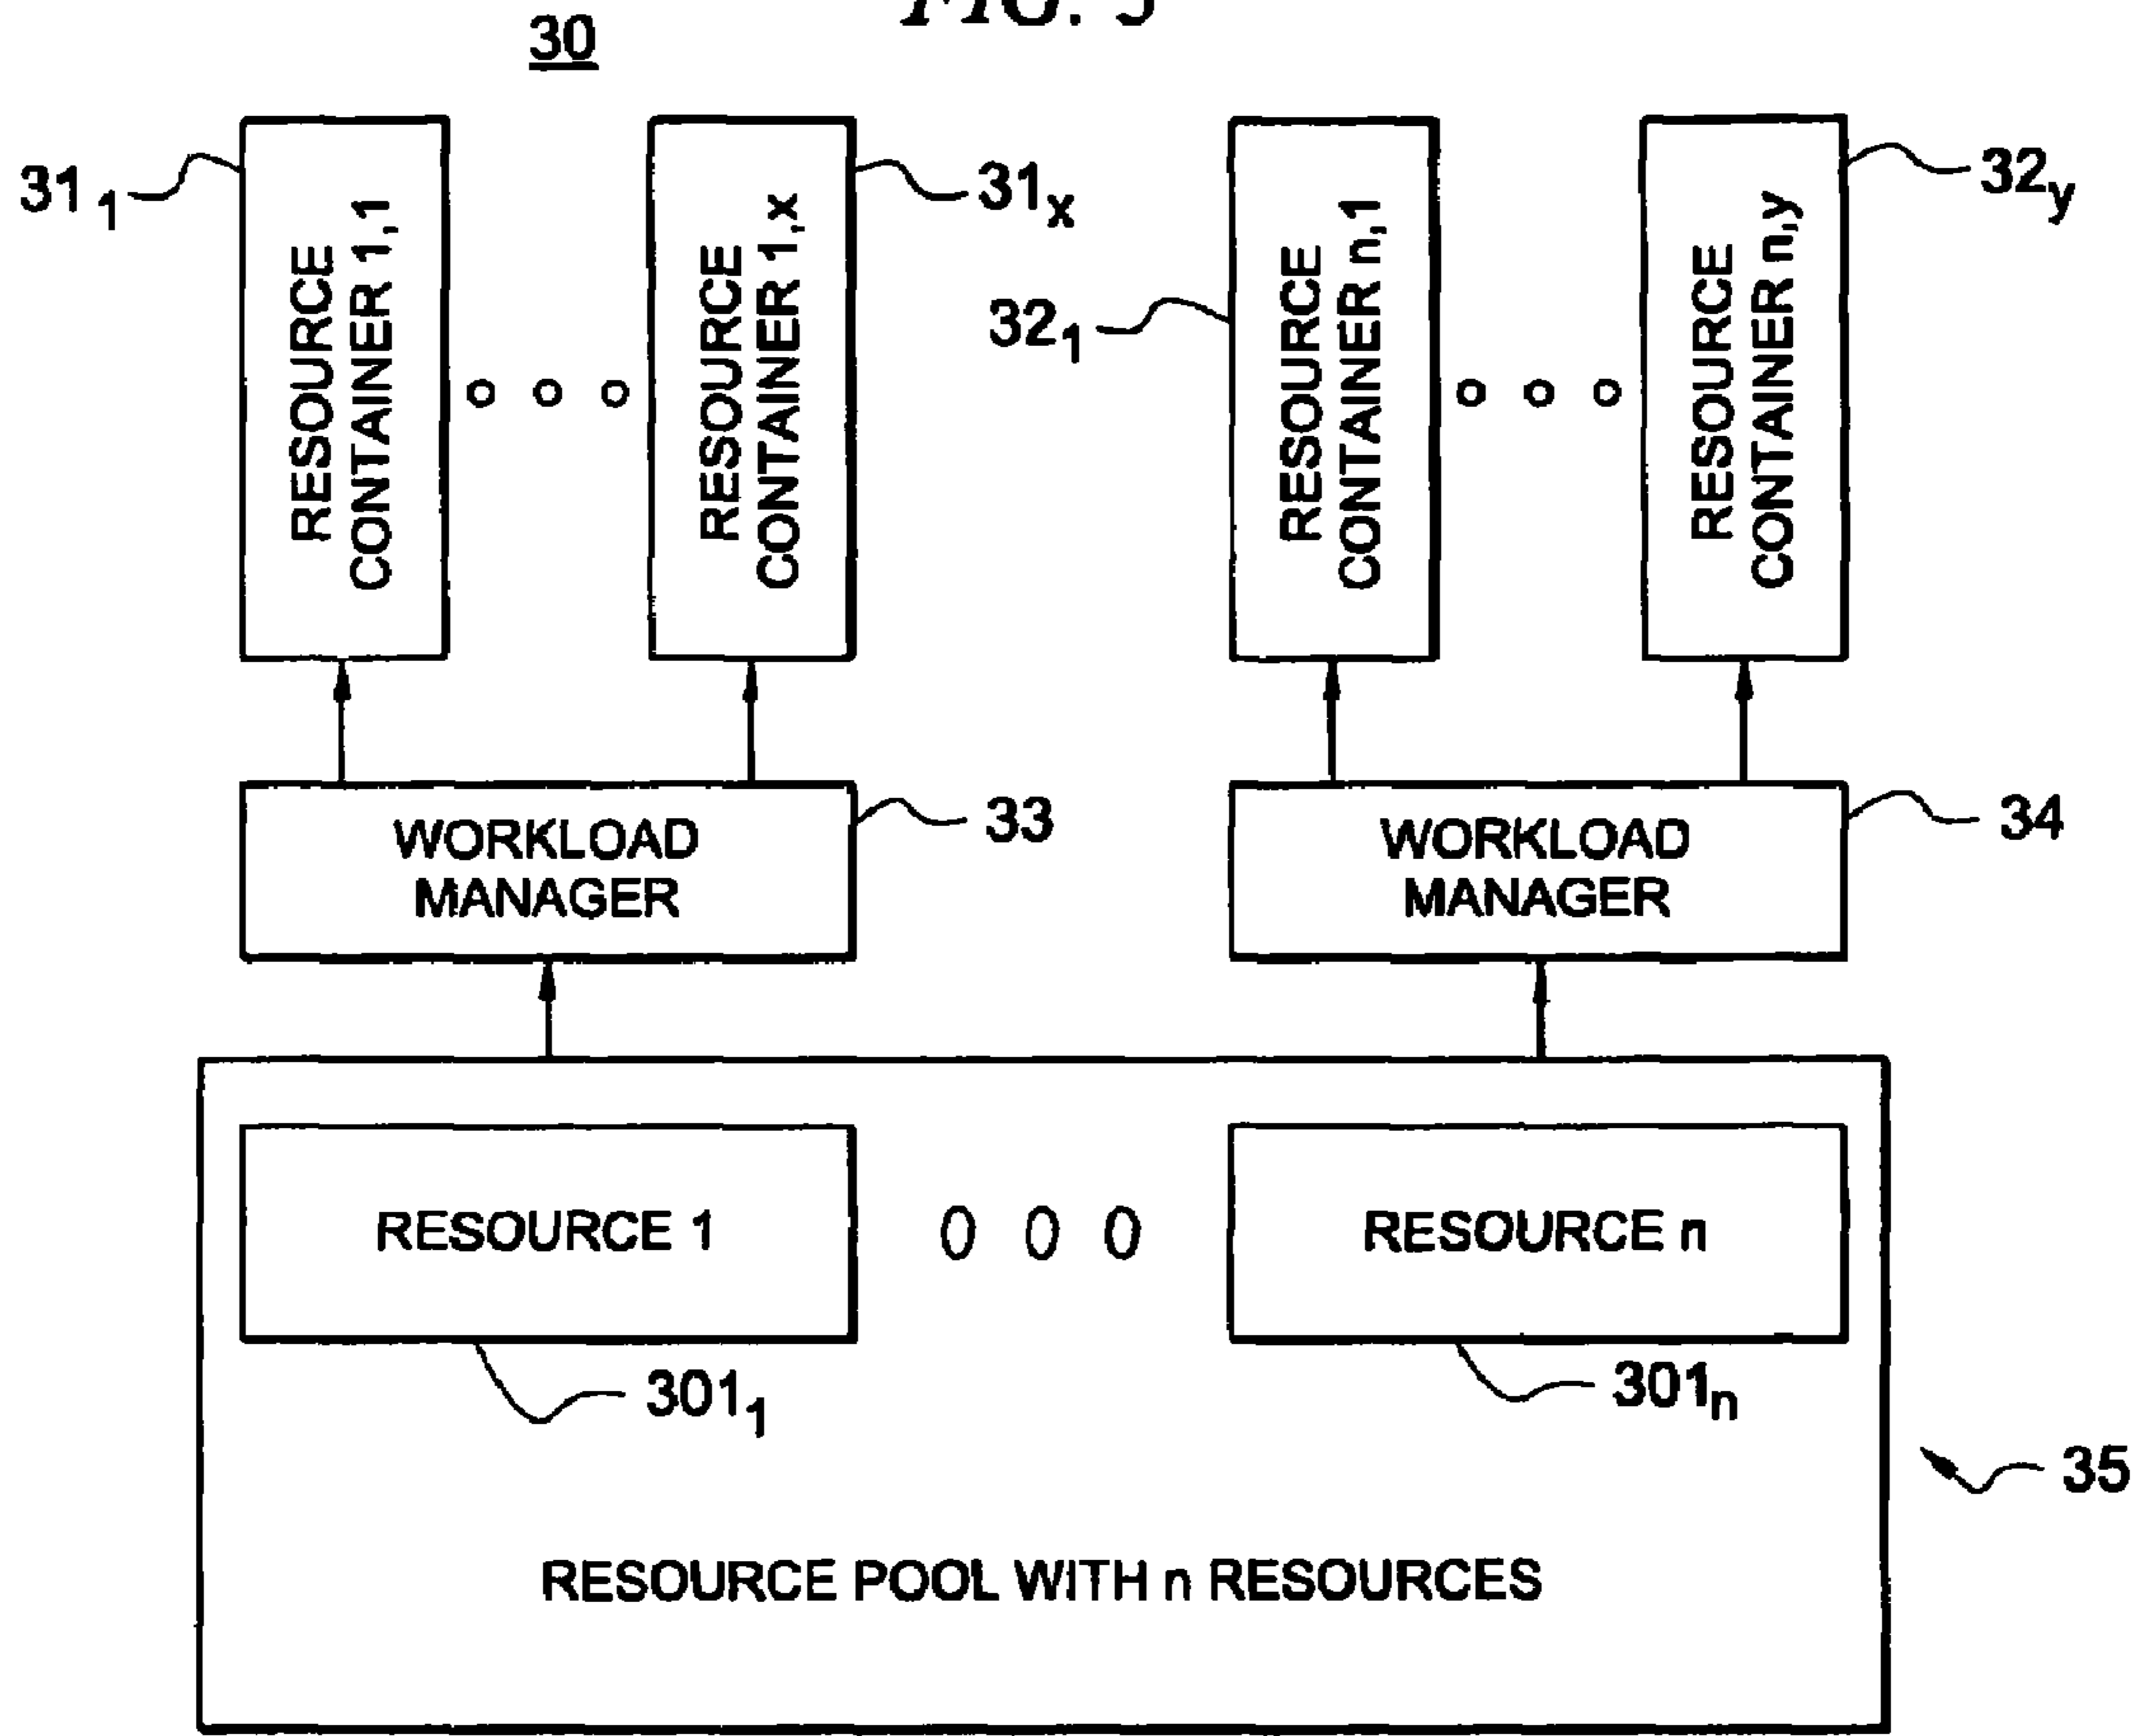 30
31₁
RESOURCE
CONTAINER 1,1
RESOURCE
CONTAINER 1,x
31ₓ
32₁
RESOURCE
CONTAINER n,1
RESOURCE
CONTAINER n,y
32y
WORKLOAD
MANAGER
33
WORKLOAD
MANAGER
34
RESOURCE 1
RESOURCE n
301₁
301ₙ
35
RESOURCE POOL WITH n RESOURCES